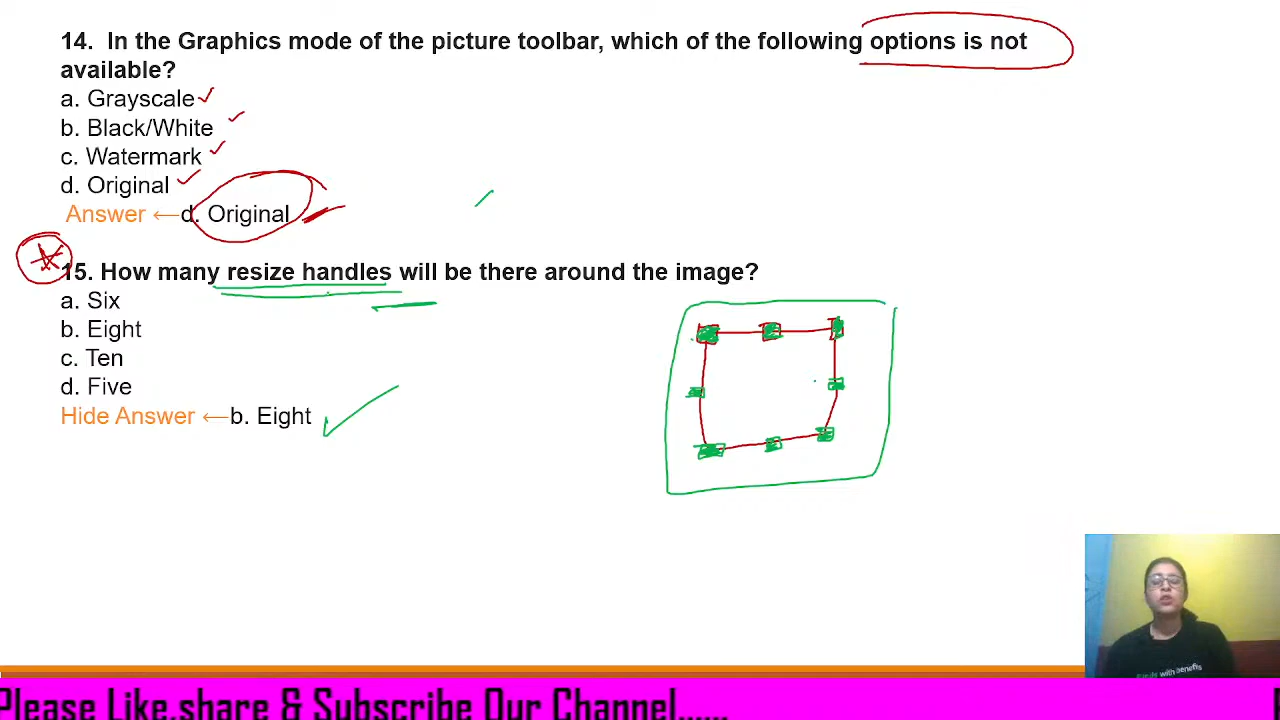 14. In the Graphics mode of the picture toolbar, which of the following options is not
available?
a. Grayscale
b. Black/White
c. Watermark
d. Original
Answer ←d. Original
15. How many resize handles will be there around the image?
a. Six
b. Eight
c. Ten
d. Five
Hide Answer ←b. Eight
with benefits
Please Like,share & Subscribe Our Channel......